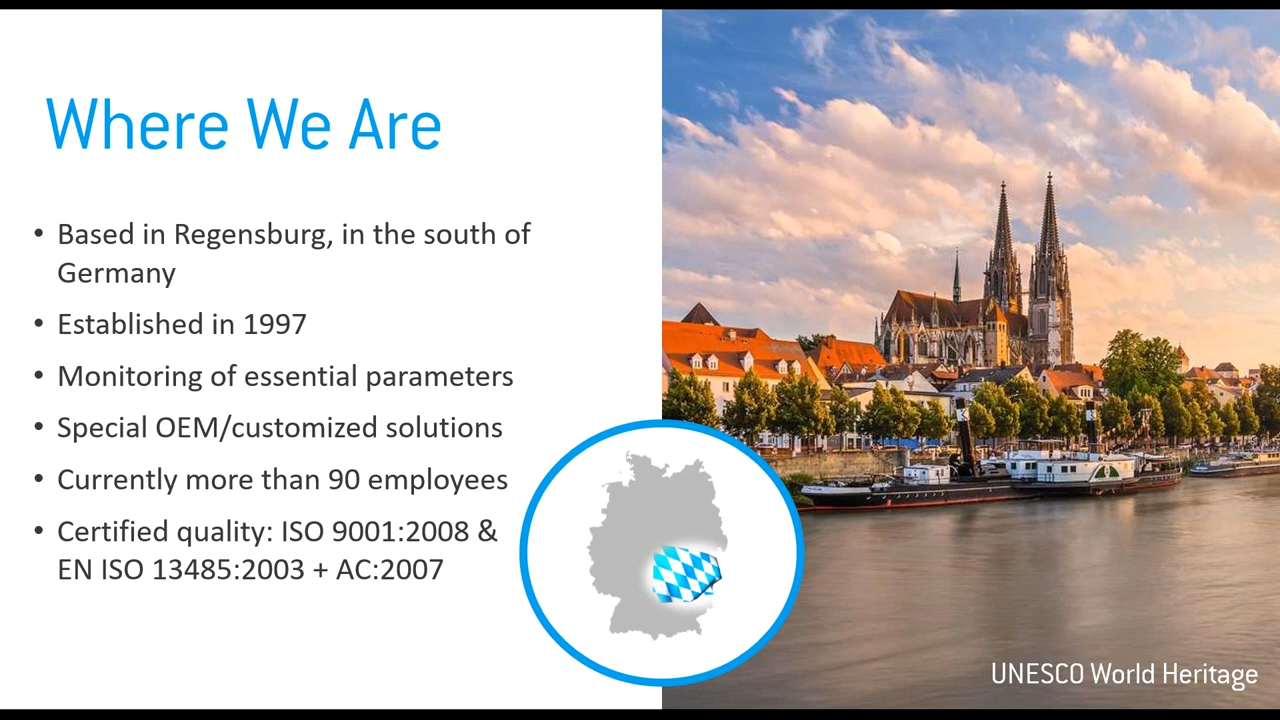 Where We Are
• Based in Regensburg, in the south of
Germany
• Established in 1997
• Monitoring of essential parameters
• Special OEM/customized solutions
• Currently more than 90 employees
• Certified quality: ISO 9001:2008 &
EN ISO 13485:2003 + AC:2007
UNESCO World Heritage